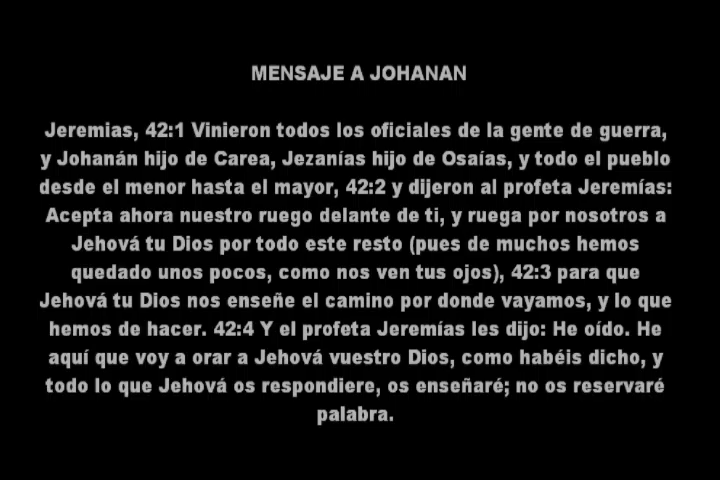 MENSAJE A JOHANAN
Jeremias, 42:1 Vinieron todos los oficiales de la gente de guerra,
y Johanán hijo de Carea, Jezanías hijo de Osaías, y todo el pueblo
desde el menor hasta el mayor, 42:2 y dijeron al profeta Jeremías:
Acepta ahora nuestro ruego delante de ti, y ruega por nosotros a
Jehová tu Dios por todo este resto (pues de muchos hemos
quedado unos pocos, como nos ven tus ojos), 42:3 para que
Jehová tu Dios nos enseñe el camino por donde vayamos, y lo que
hemos de hacer. 42:4 Y el profeta Jeremías les dijo: He oído. He
aquí que voy a orar a Jehová vuestro Dios, como habéis dicho, y
todo lo que Jehová os respondiere, os enseñaré; no os reservaré
palabra.